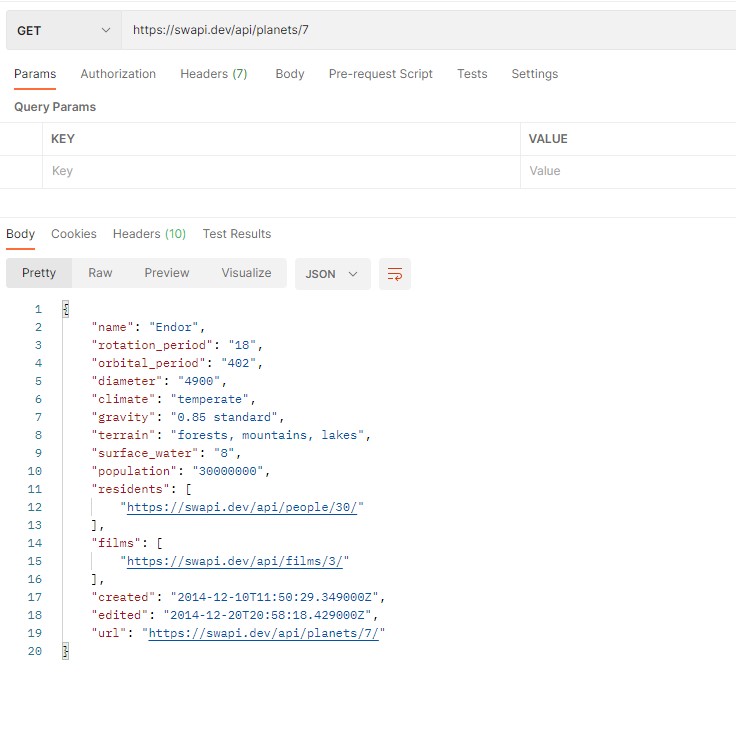 GET https://swapi.dev/api/planets/7
Params Authorization Headers (7) Body Pre-request Script Tests Settings
Query Params
KEY VALUE
Key Value
Body Cookies Headers (10) Test Results
Pretty Raw Preview Visualize JSON
1 {
2 "name": "Endor",
3 "rotation_period": "18",
4 "orbital_period": "402",
5 "diameter": "4900",
6 "climate": "temperate",
7 "gravity": "0.85 standard",
8 "terrain": "forests, mountains, lakes",
9 "surface_water": "8",
10 "population": "30000000",
11 "residents": [
12 "https://swapi.dev/api/people/30/"
13 ],
14 "films": [
15 "https://swapi.dev/api/films/3/"
16 ],
17 "created": "2014-12-10T11:50:29.349000Z",
18 "edited": "2014-12-20T20:58:18.429000Z",
19 "url": "https://swapi.dev/api/planets/7/"
20 }